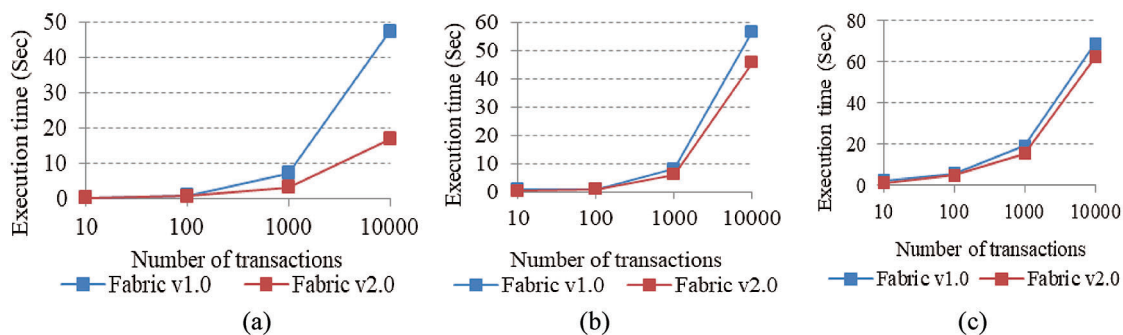 Execution time (Sec)
50
40
30
20
10
0
10 100 1000 10000
Number of transactions
Fabric v1.0 Fabric v2.0
(a)
Execution time (Sec)
60
50
40
30
20
10
0
10 100 1000 10000
Number of transactions
Fabric v1.0 Fabric v2.0
(b)
Execution time (Sec)
80
60
40
20
0
10 100 1000 10000
Number of transactions
Fabric v1.0 Fabric v2.0
(c)